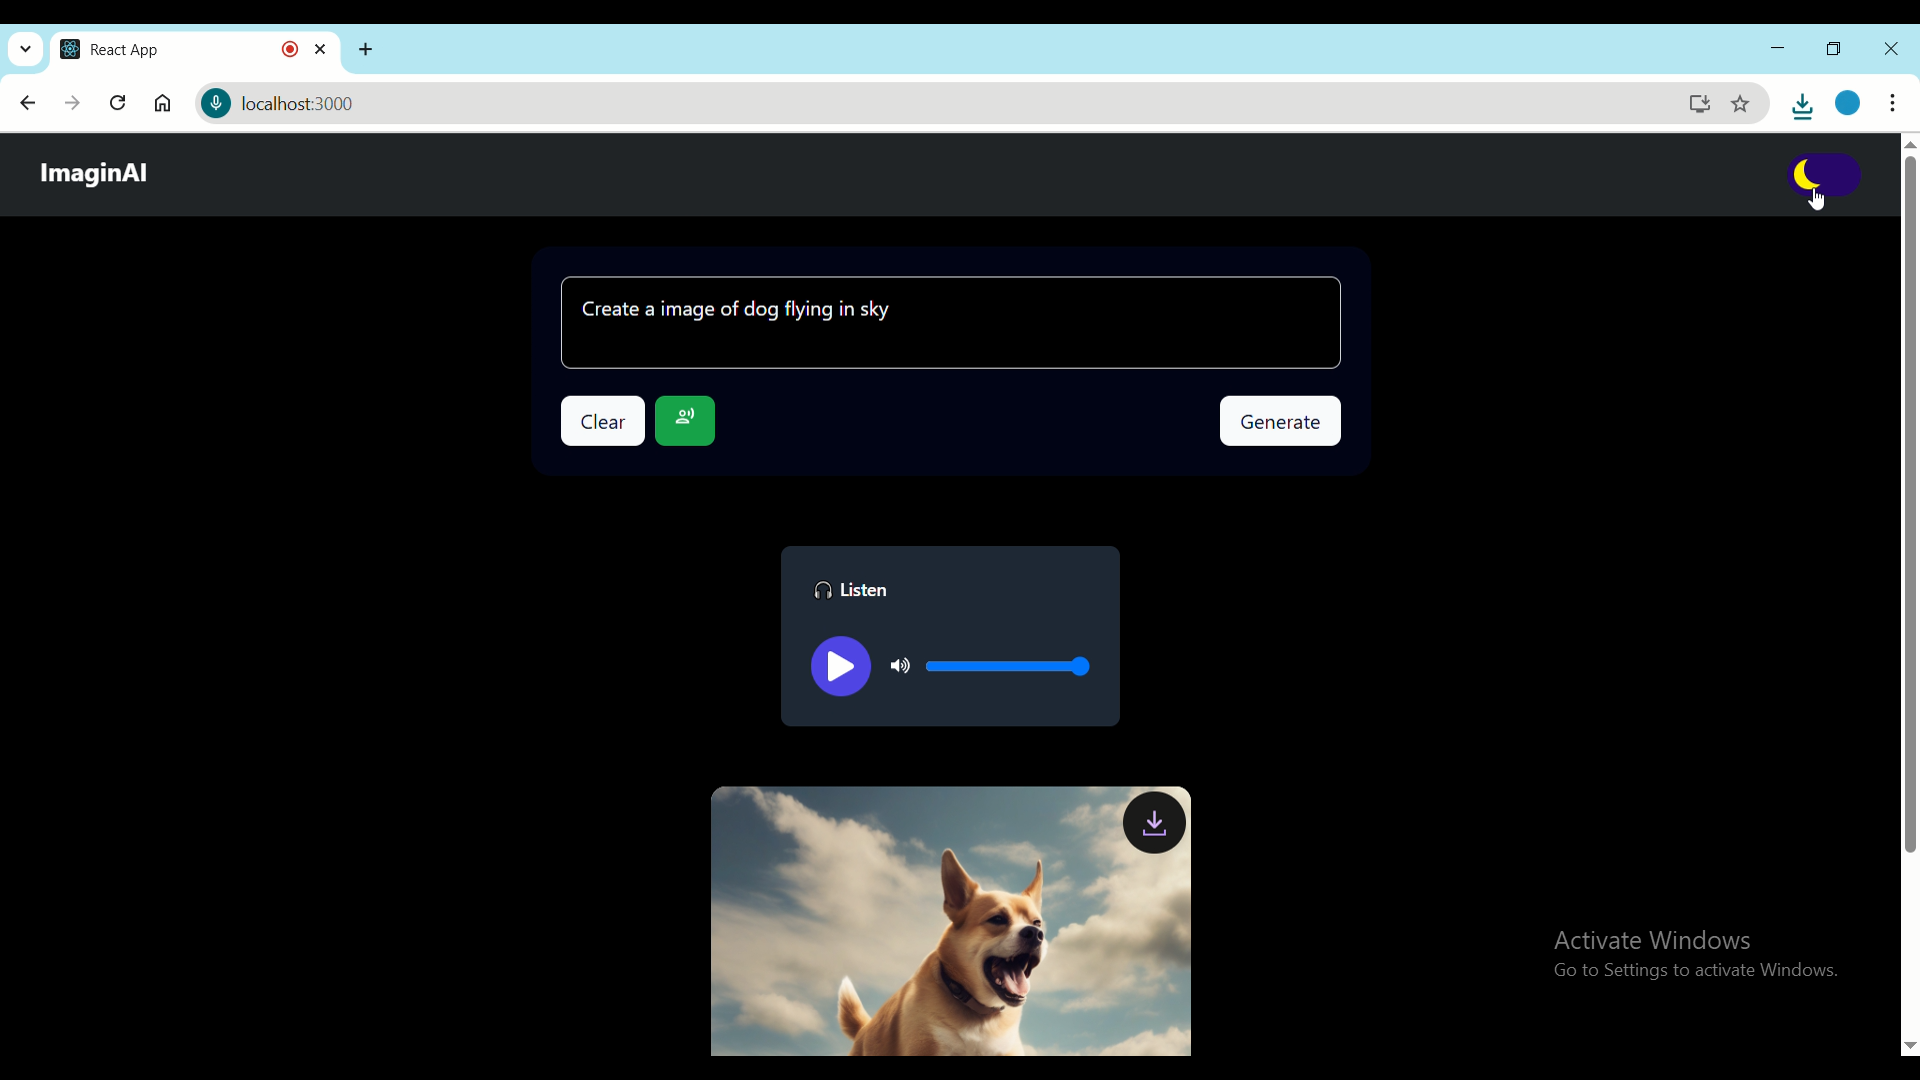 React App
localhost:3000
ImaginAI
Create a image of dog flying in sky
Clear
Generate
🎧 Listen
Activate Windows
Go to Settings to activate Windows.